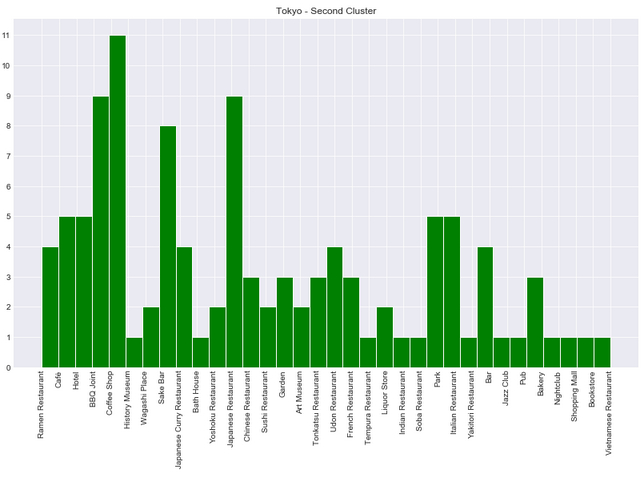 Tokyo - Second Cluster
11
10
9
8
7
6
5
4
3
2
1
0
Ramen Restaurant
Café
Hotel
BBQ Joint
Coffee Shop
History Museum
Wagashi Place
Sake Bar
Japanese Curry Restaurant
Bath House
Yoshoku Restaurant
Japanese Restaurant
Chinese Restaurant
Sushi Restaurant
Garden
Art Museum
Tonkatsu Restaurant
Udon Restaurant
French Restaurant
Tempura Restaurant
Liquor Store
Indian Restaurant
Soba Restaurant
Park
Italian Restaurant
Yakitori Restaurant
Bar
Jazz Club
Pub
Bakery
Nightclub
Shopping Mall
Bookstore
Vietnamese Restaurant